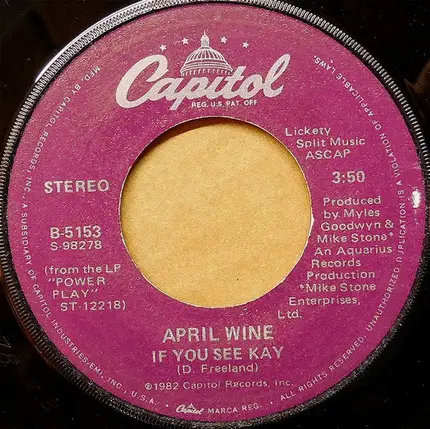 Capitol
REG. U.S. PAT. OFF
Lickety
Split Music
ASCAP
STEREO
3:50
B-5153
S-98278
(from the LP
"POWER
PLAY"
ST-12218)
Produced
by Myles
Goodwyn &
Mike Stone*
An Aquarius
Records
Production
*Mike Stone
Enterprises,
Ltd.
APRIL WINE
IF YOU SEE KAY
(D. Freeland)
©1982 Capitol Records, Inc.
MFD. BY CAPITOL RECORDS, INC., A SUBSIDIARY OF CAPITOL INDUSTRIES-EMI, INC., U.S.A. • Capitol MARCA REG. • ALL RIGHTS RESERVED. UNAUTHORIZED DUPLICATION IS A VIOLATION OF APPLICABLE LAWS.